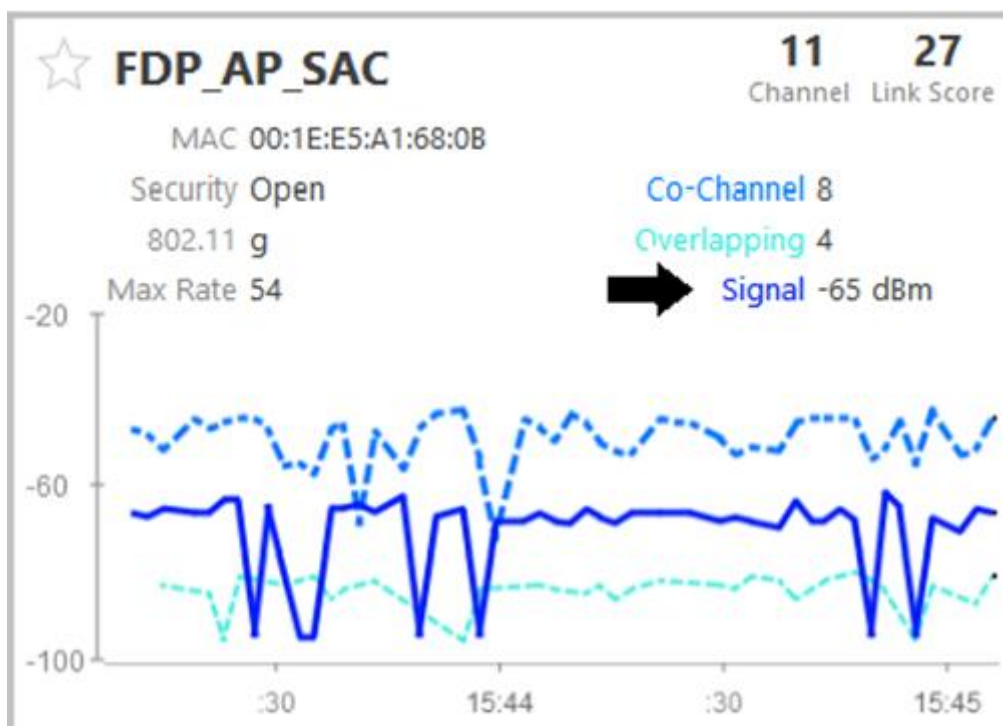 FDP_AP_SAC
11 27
Channel Link Score
MAC 00:1E:E5:A1:68:0B
Security Open
Co-Channel 8
802.11 g
Overlapping 4
Max Rate 54
Signal -65 dBm
-20
-60
-100
:30 15:44 :30 15:45